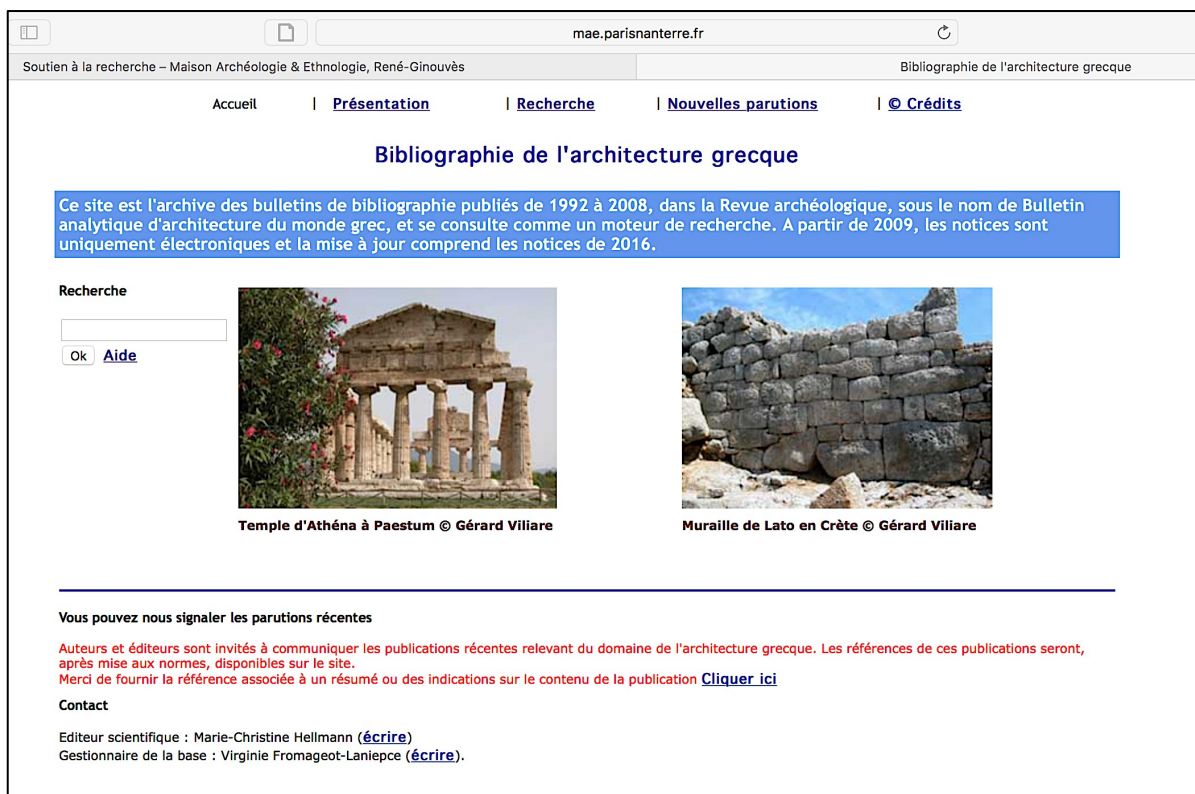 mae.parisnanterre.fr
Soutien à la recherche – Maison Archéologie & Ethnologie, René-Ginouvès
Bibliographie de l'architecture grecque
Accueil | Présentation | Recherche | Nouvelles parutions | © Crédits
Bibliographie de l'architecture grecque
Ce site est l'archive des bulletins de bibliographie publiés de 1992 à 2008, dans la Revue archéologique, sous le nom de Bulletin
analytique d'architecture du monde grec, et se consulte comme un moteur de recherche. A partir de 2009, les notices sont
uniquement électroniques et la mise à jour comprend les notices de 2016.
Recherche
Ok Aide
Temple d'Athéna à Paestum © Gérard Viliare
Muraille de Lato en Crète © Gérard Viliare
Vous pouvez nous signaler les parutions récentes
Auteurs et éditeurs sont invités à communiquer les publications récentes relevant du domaine de l'architecture grecque. Les références de ces publications seront,
après mise aux normes, disponibles sur le site.
Merci de fournir la référence associée à un résumé ou des indications sur le contenu de la publication Cliquer ici
Contact
Editeur scientifique : Marie-Christine Hellmann (écrire)
Gestionnaire de la base : Virginie Fromageot-Laniepce (écrire).